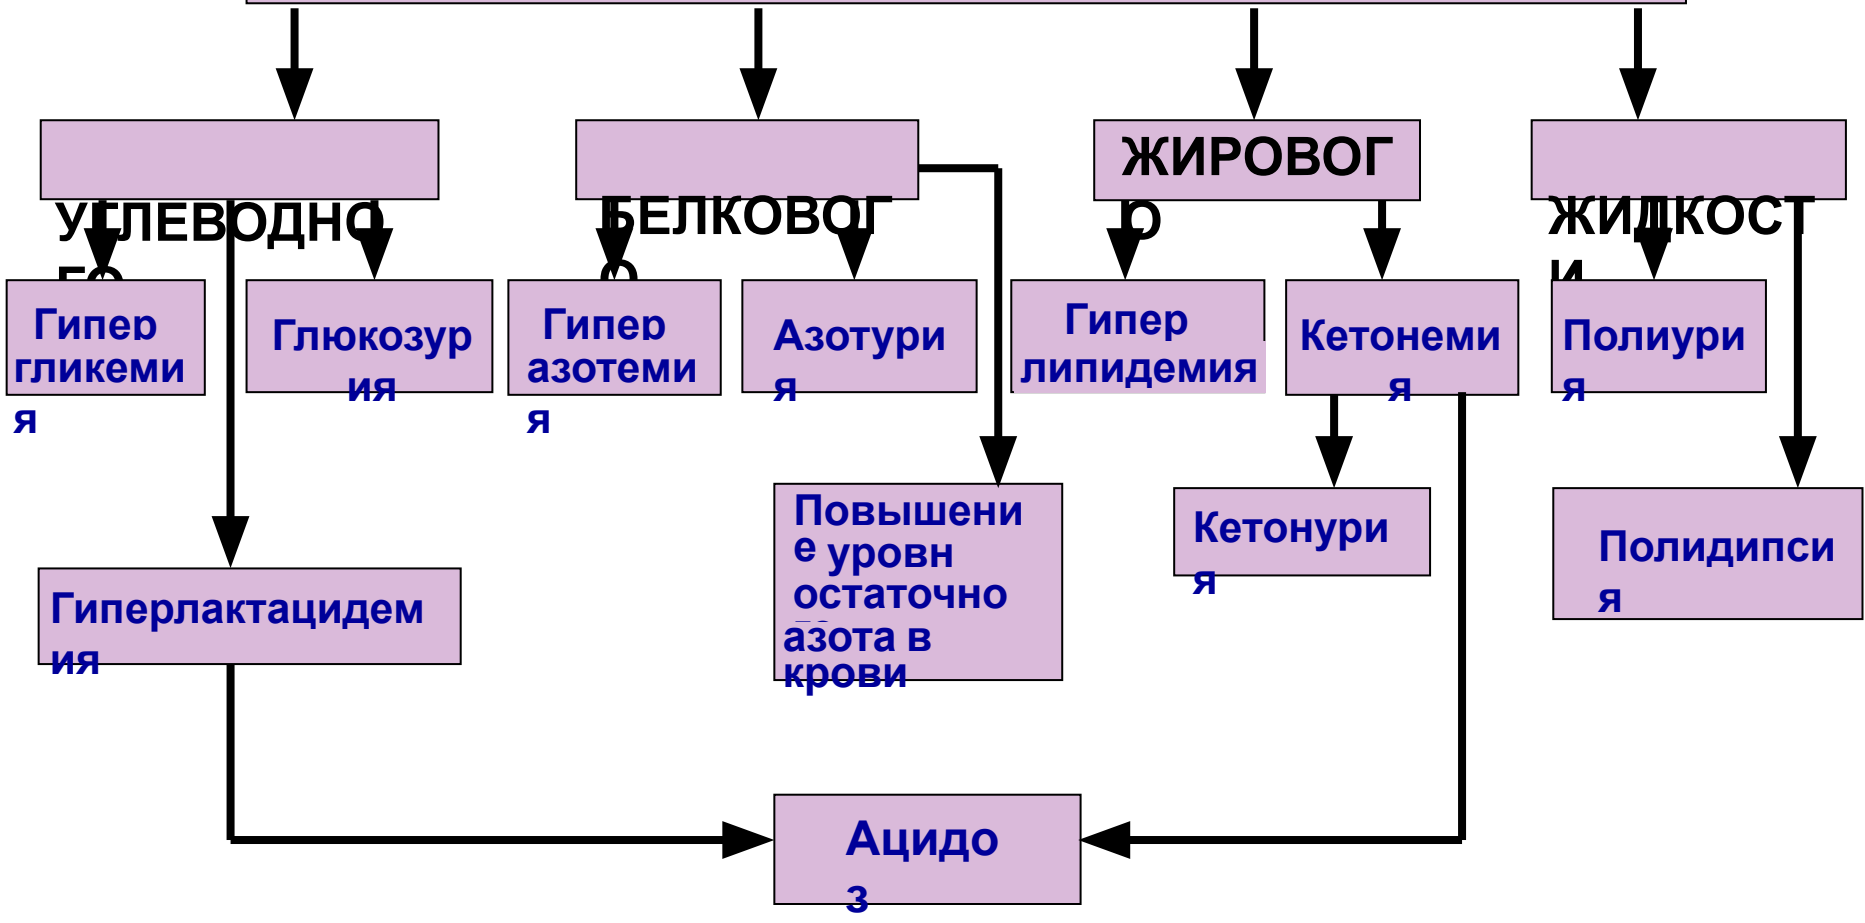 УГЛЕВОДНО
ГО
БЕЛКОВОГ
О
ЖИРОВОГ
О
ЖИДКОСТ
И
Гипер
гликеми
я
Глюкозур
ия
Гипер
азотеми
я
Азотури
я
Гипер
липидемия
Кетонеми
я
Полиури
я
Повышени
е уровн
остаточно
азота в
крови
Кетонури
я
Полидипси
я
Гиперлактацидем
ия
Ацидо
з